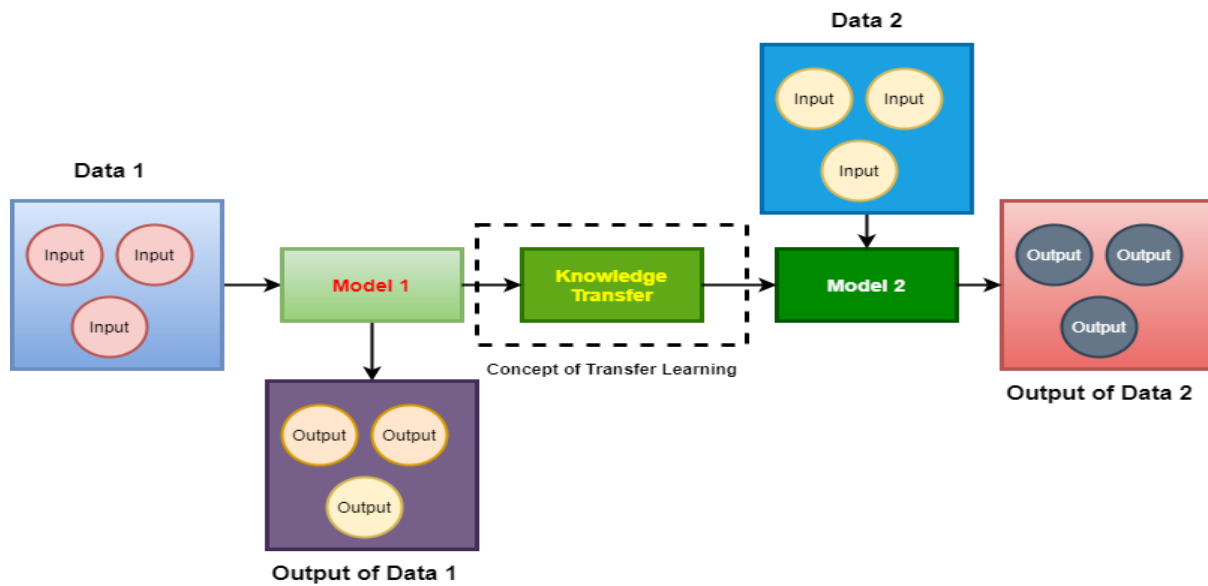 Data 2
Input
Input
Input
Data 1
Input
Input
Input
Model 1
Knowledge
Transfer
Model 2
Output
Output
Output
Concept of Transfer Learning
Output of Data 2
Output
Output
Output
Output of Data 1